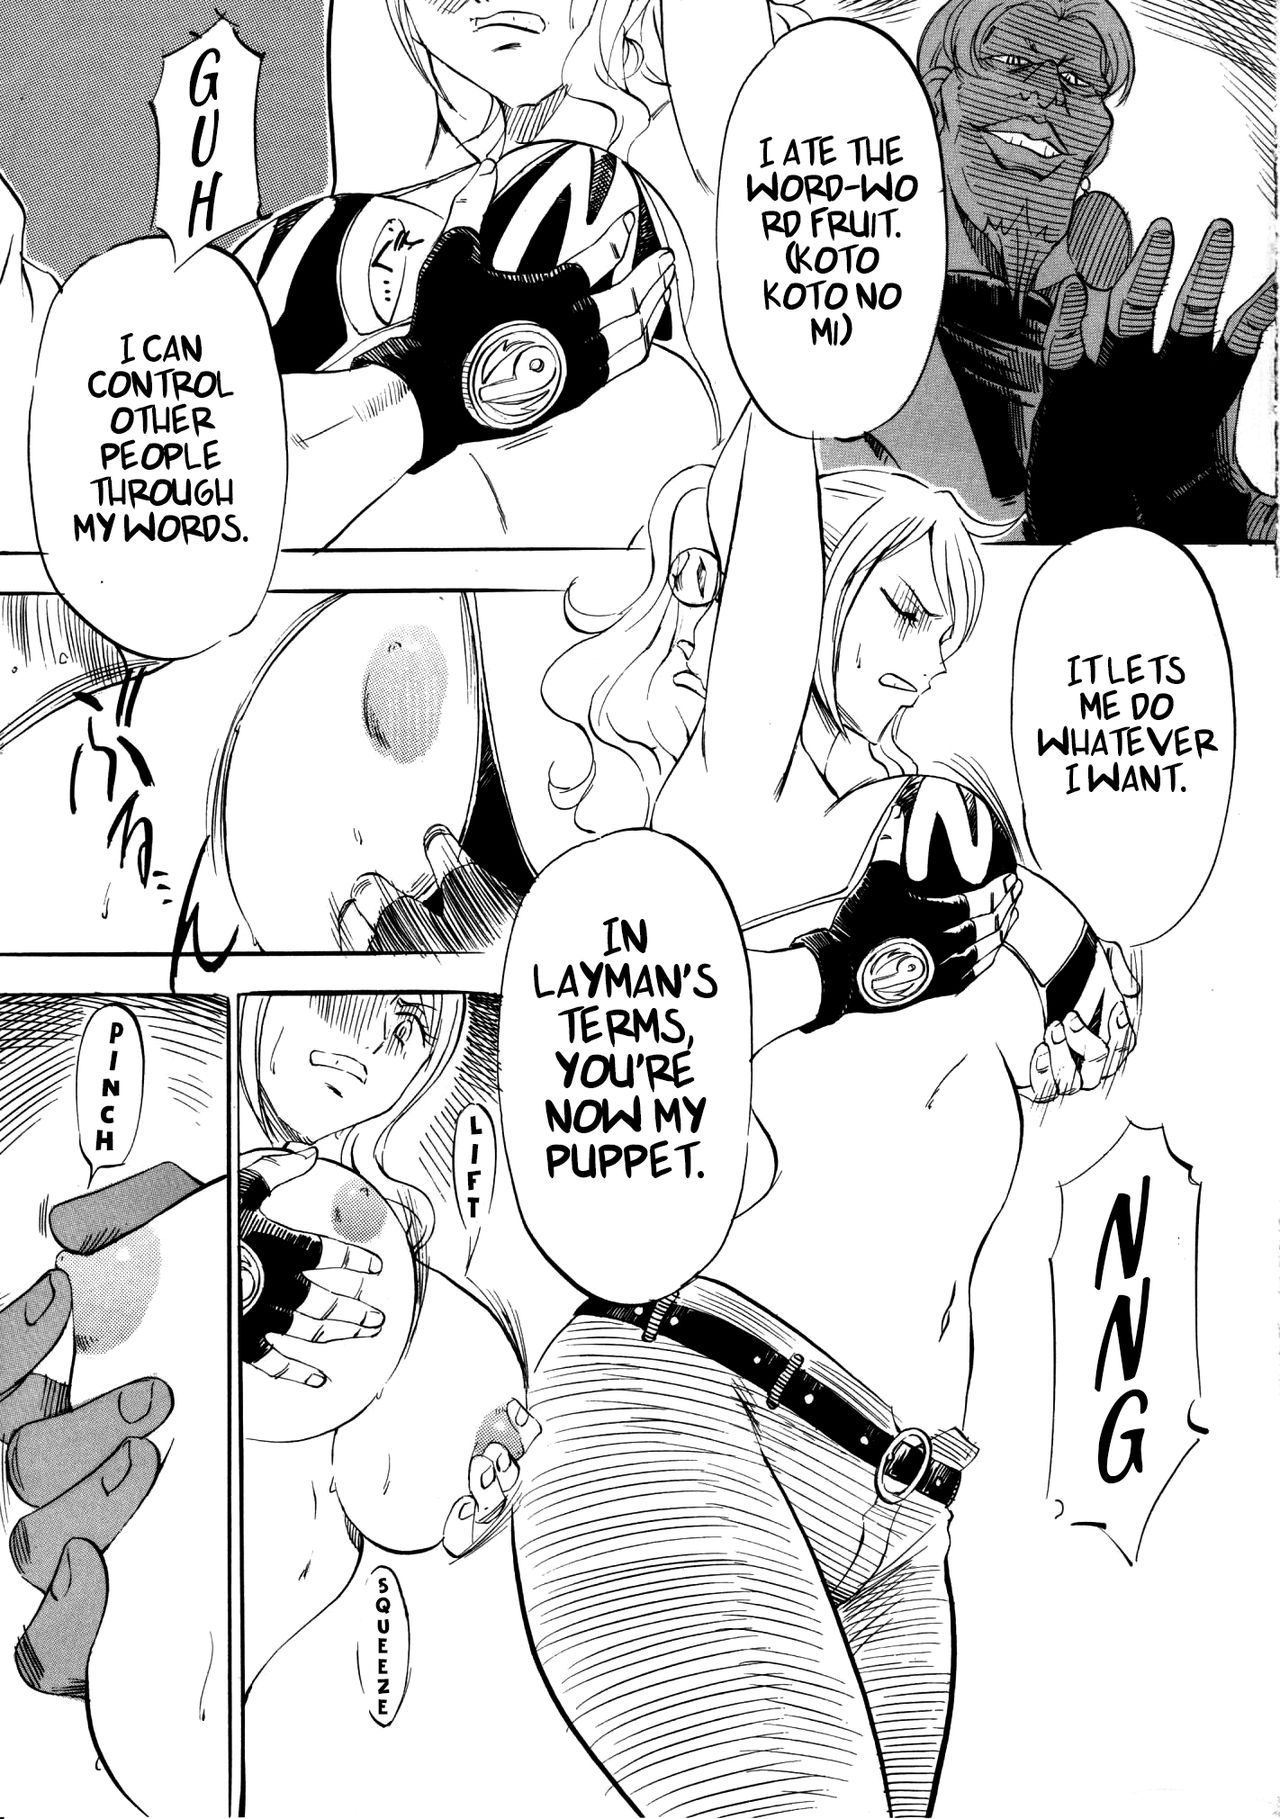 I ATE THE
WORD-WO
RD FRUIT.
(KOTO
KOTO NO
MI)
GUH
I CAN
CONTROL
OTHER
PEOPLE
THROUGH
MY WORDS.
N
IT LETS
ME DO
WHATEVER
I WANT.
N
IN
LAYMAN'S
TERMS,
YOU'RE
NOW MY
PUPPET.
NNG
LIFT
SQUEEZE
PINCH